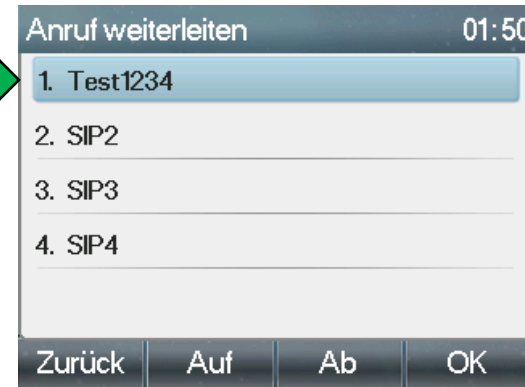 Anruf weiterleiten 01:50
1. Test1234
2. SIP2
3. SIP3
4. SIP4
Zurück Auf Ab OK